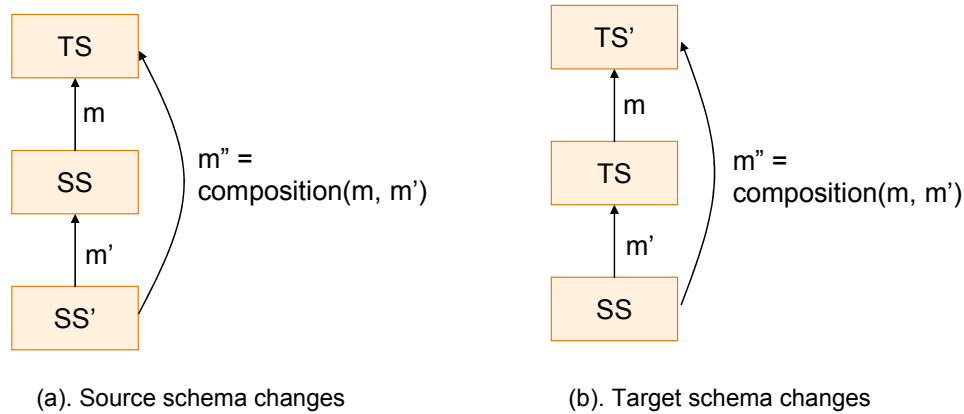 TS
m
SS
m’
SS’
m” =
composition(m, m’)
(a). Source schema changes
TS’
m
TS
m’
SS
m” =
composition(m, m’)
(b). Target schema changes